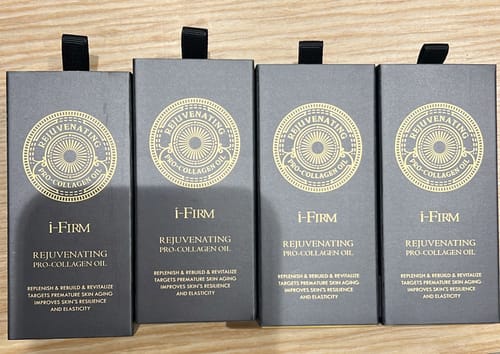 REJUVENATING
PRO-COLLAGEN OIL
i-FIRM
REJUVENATING
PRO-COLLAGEN OIL
REPLENISH & REBUILD & REVITALIZE
TARGETS PREMATURE SKIN AGING
IMPROVES SKIN'S RESILIENCE
AND ELASTICITY
REJUVENATING
PRO-COLLAGEN OIL
i-FIRM
REJUVENATING
PRO-COLLAGEN OIL
REPLENISH & REBUILD & REVITALIZE
TARGETS PREMATURE SKIN AGING
IMPROVES SKIN'S RESILIENCE
AND ELASTICITY
REJUVENATING
PRO-COLLAGEN OIL
i-FIRM
REJUVENATING
PRO-COLLAGEN OIL
REPLENISH & REBUILD & REVITALIZE
TARGETS PREMATURE SKIN AGING
IMPROVES SKIN'S RESILIENCE
AND ELASTICITY
REJUVENATING
PRO-COLLAGEN OIL
i-FIRM
REJUVENATING
PRO-COLLAGEN OIL
REPLENISH & REBUILD & REVITALIZE
TARGETS PREMATURE SKIN AGING
IMPROVES SKIN'S RESILIENCE
AND ELASTICITY